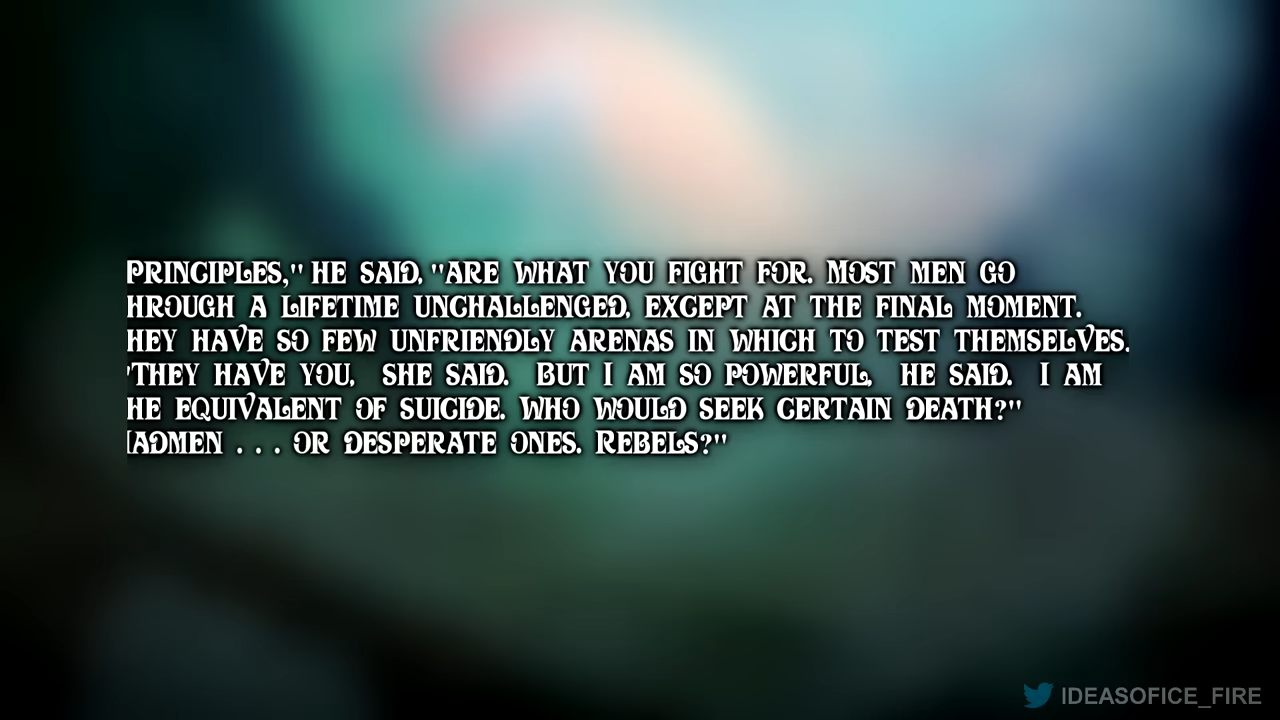 PRINCIPLES," HE SAID, "ARE WHAT YOU FIGHT FOR. MOST MEN GO
HROUGH A LIFETIME UNCHALLENGED, EXCEPT AT THE FINAL MOMENT.
HEY HAVE SO FEW UNFRIENDLY ARENAS IN WHICH TO TEST THEMSELVES.
"THEY HAVE YOU, SHE SAID. BUT I AM SO POWERFUL, HE SAID. I AM
HE EQUIVALENT OF SUICIDE. WHO WOULD SEEK CERTAIN DEATH?"
ADMEN . . . OR DESPERATE ONES. REBELS?"
IDEASOFICE_FIRE